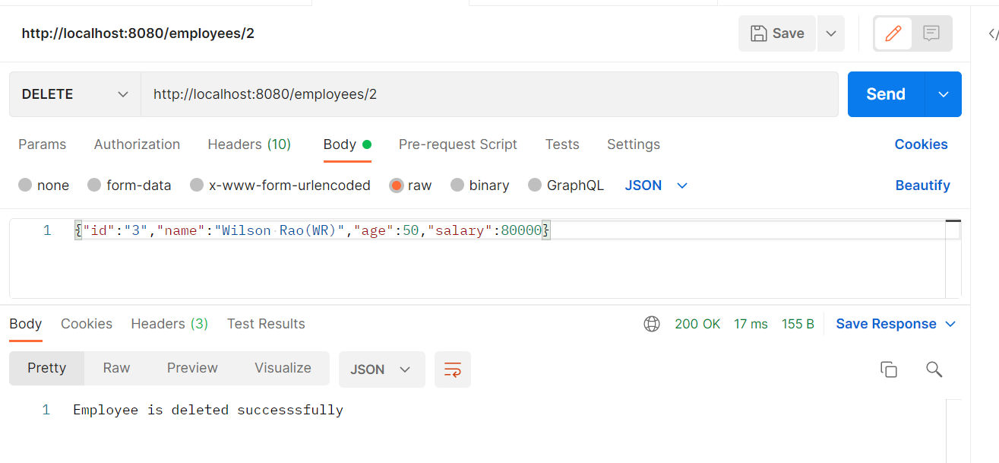 http://localhost:8080/employees/2
Save
</>
DELETE
http://localhost:8080/employees/2
Send
Params Authorization Headers (10) Body Pre-request Script Tests Settings Cookies
none form-data x-www-form-urlencoded raw binary GraphQL JSON Beautify
1 {"id":"3","name":"Wilson Rao(WR)","age":50,"salary":80000}
Body Cookies Headers (3) Test Results 200 OK 17 ms 155 B Save Response
Pretty Raw Preview Visualize JSON
1 Employee is deleted successsfully